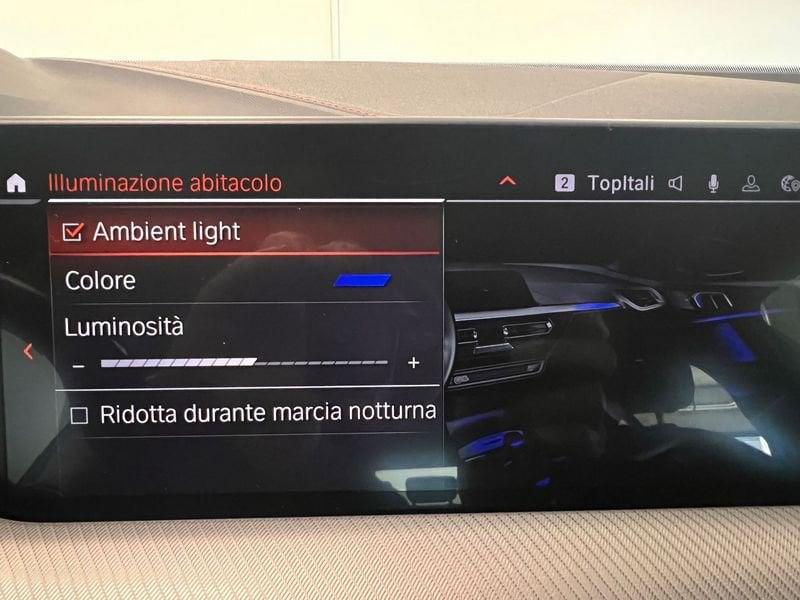 Illuminazione abitacolo
2 TopItali
Ambient light
Colore
Luminosità
- +
Ridotta durante marcia notturna